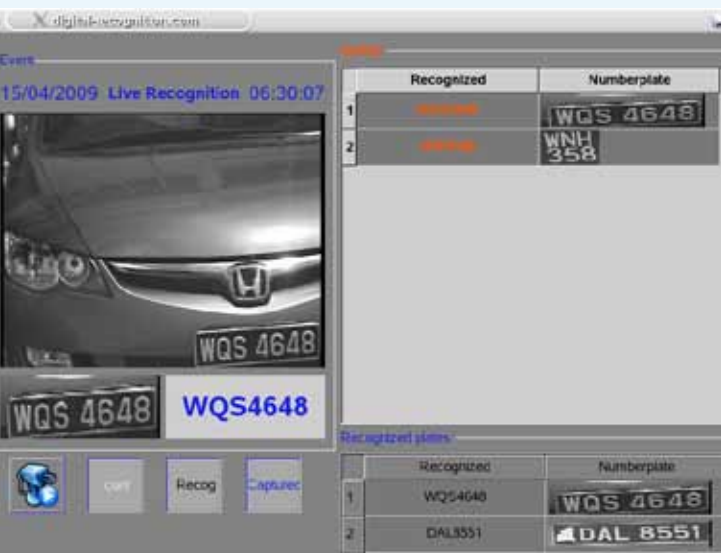 digital-recognition.com
Event
15/04/2009 Live Recognition 06:30:07
WQS 4648
WQS 4648
WQS4648
Recog
Recognized
Numberplate
1
WQS 4648
2
WNH
358
Recognized plates
Recognized
Numberplate
1
WQS4648
WQS 4648
2
DAL8551
DAL 8551